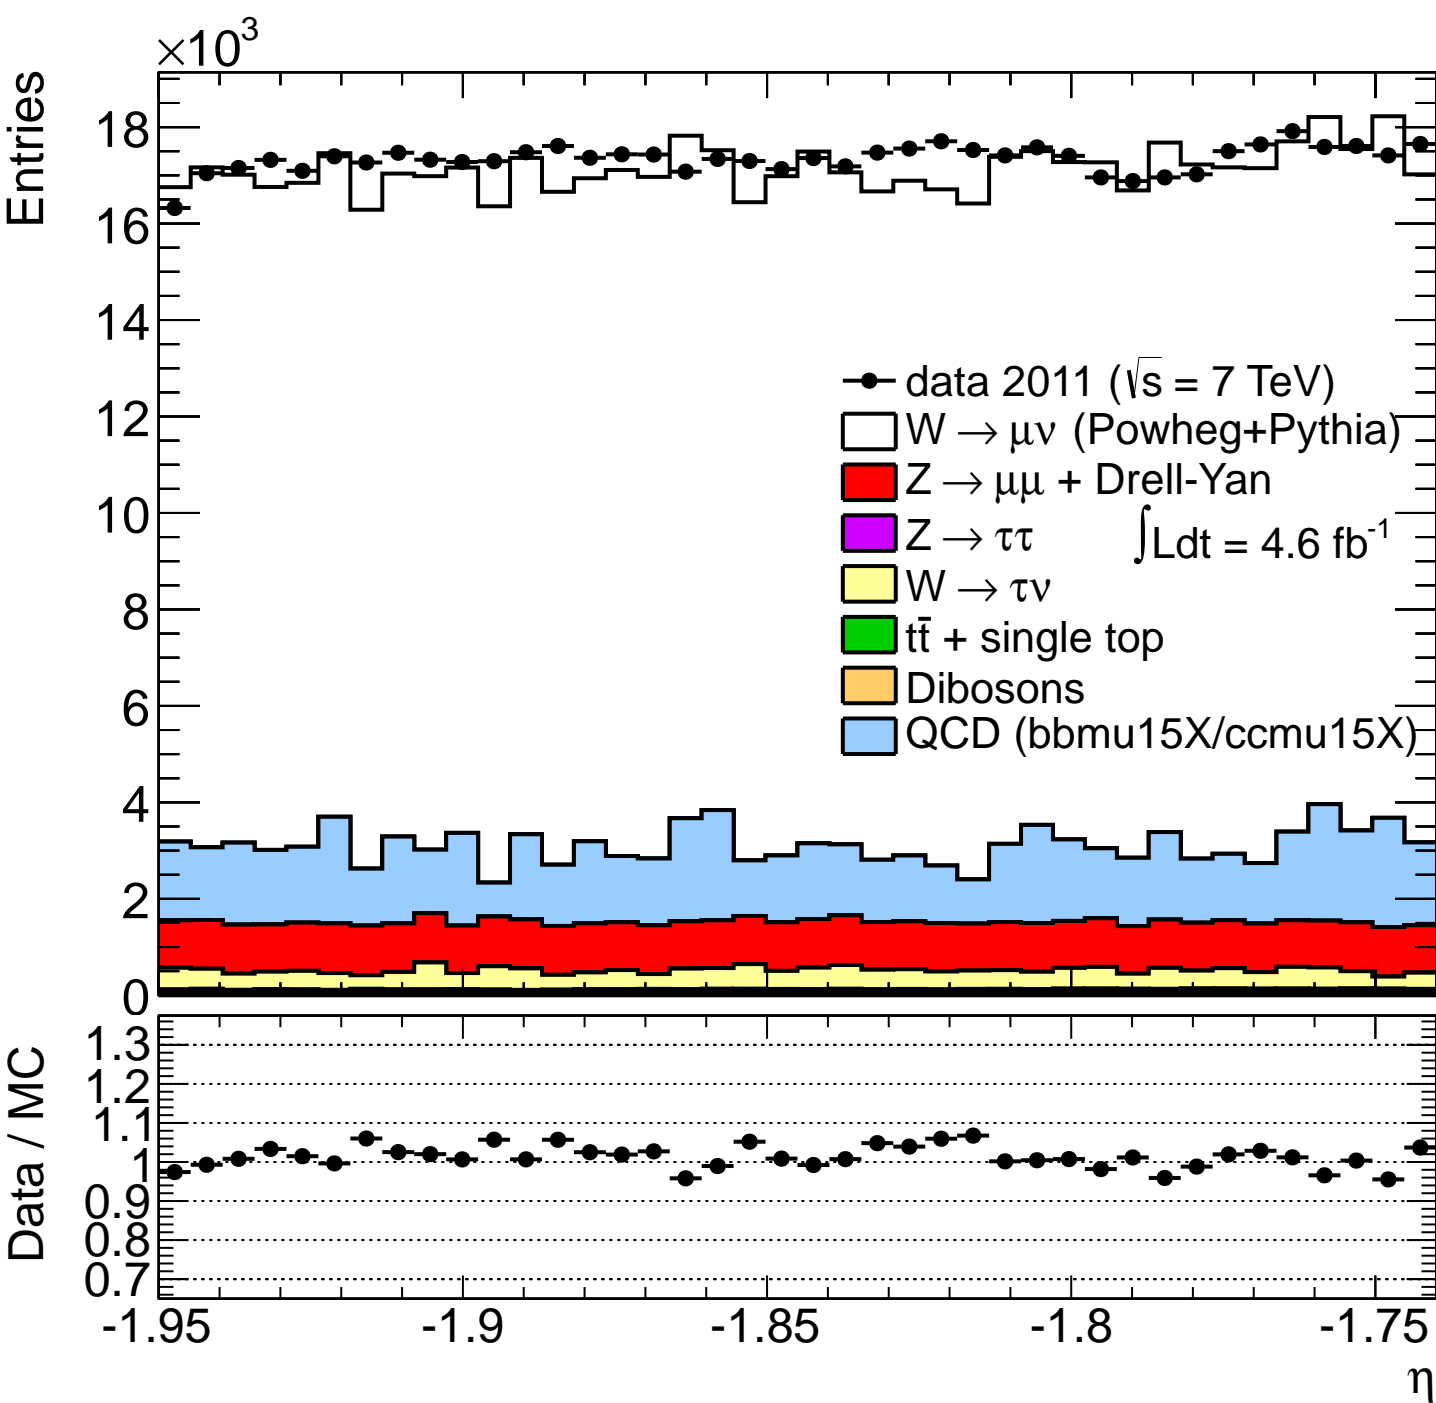 ×10³
Entries
18
16
14
12
10
8
6
4
2
0
data 2011 (√s = 7 TeV)
W → μν (Powheg+Pythia)
Z → μμ + Drell-Yan
Z → ττ
∫Ldt = 4.6 fb⁻¹
W → τν
tt̄ + single top
Dibosons
QCD (bbmu15X/ccmu15X)
Data / MC
1.3
1.2
1.1
1
0.9
0.8
0.7
-1.95 -1.9 -1.85 -1.8 -1.75
η